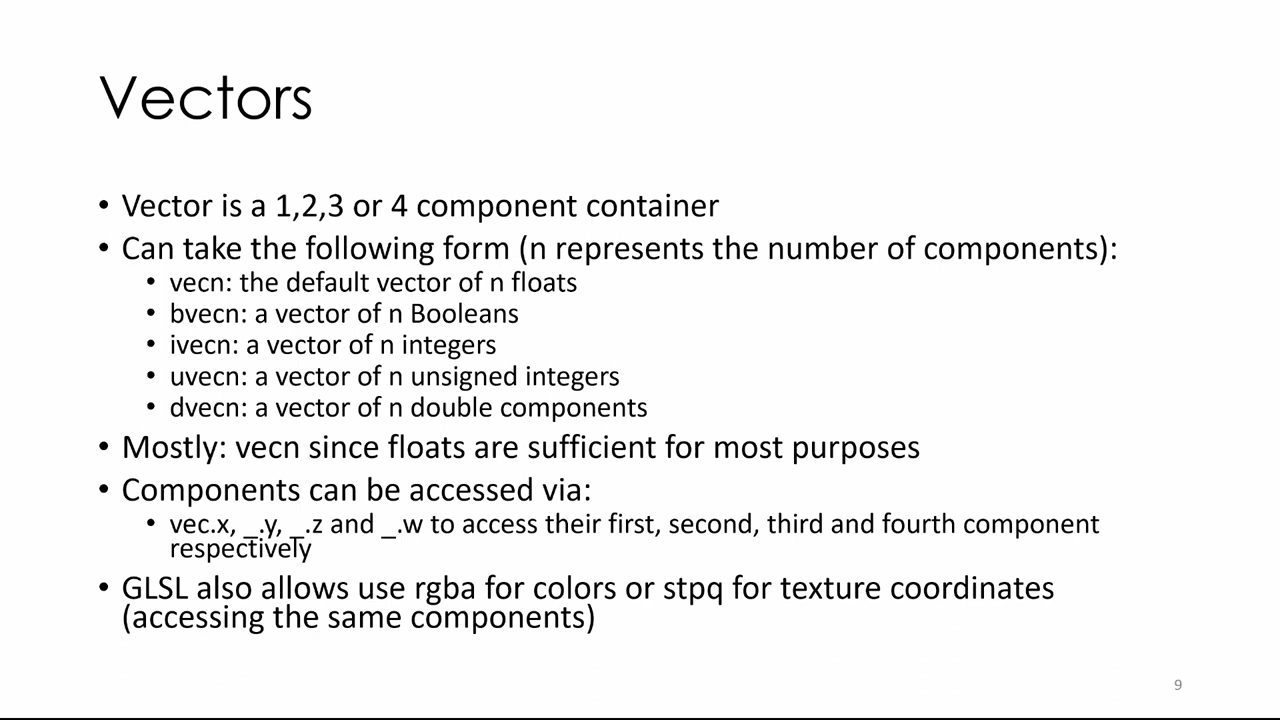 Vectors
• Vector is a 1,2,3 or 4 component container
• Can take the following form (n represents the number of components):
• vecn: the default vector of n floats
• bvecn: a vector of n Booleans
• ivecn: a vector of n integers
• uvecn: a vector of n unsigned integers
• dvecn: a vector of n double components
• Mostly: vecn since floats are sufficient for most purposes
• Components can be accessed via:
• vec.x, _.y, _.z and _.w to access their first, second, third and fourth component
respectively
• GLSL also allows use rgba for colors or stpq for texture coordinates
(accessing the same components)
9